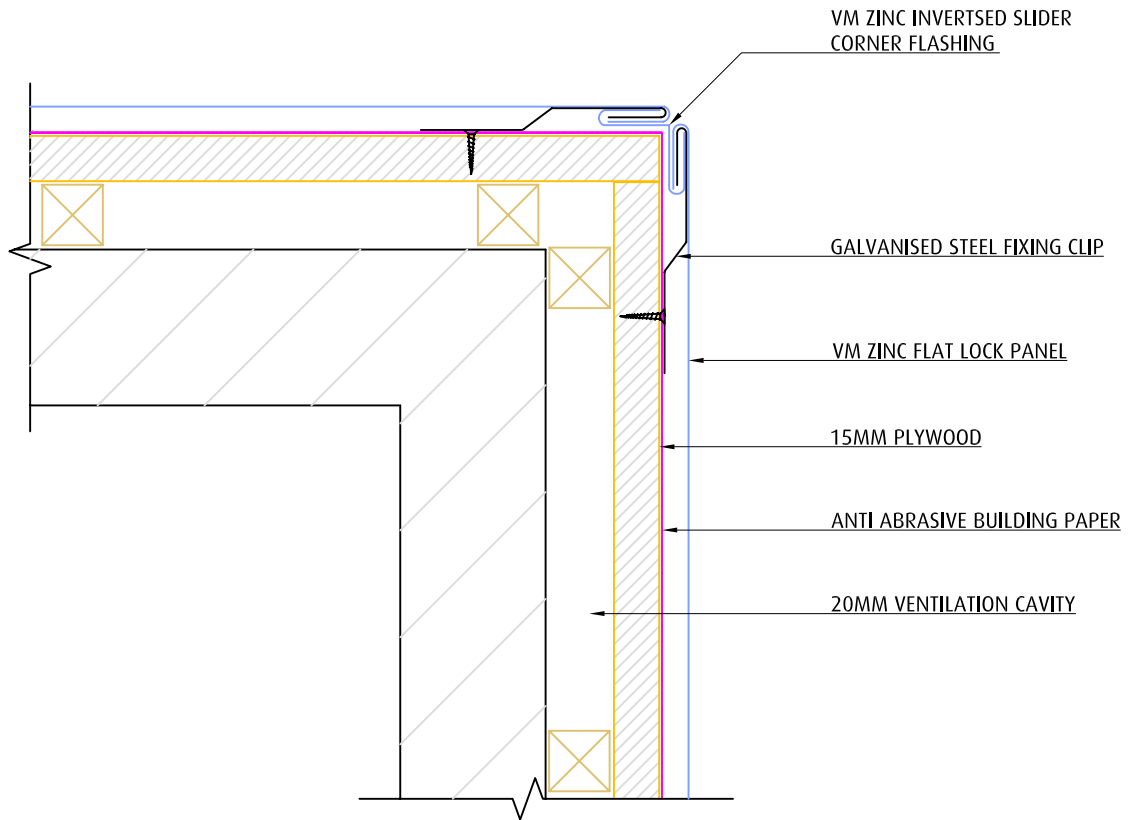 VM ZINC INVERTSED SLIDER
CORNER FLASHING
GALVANISED STEEL FIXING CLIP
VM ZINC FLAT LOCK PANEL
15MM PLYWOOD
ANTI ABRASIVE BUILDING PAPER
20MM VENTILATION CAVITY